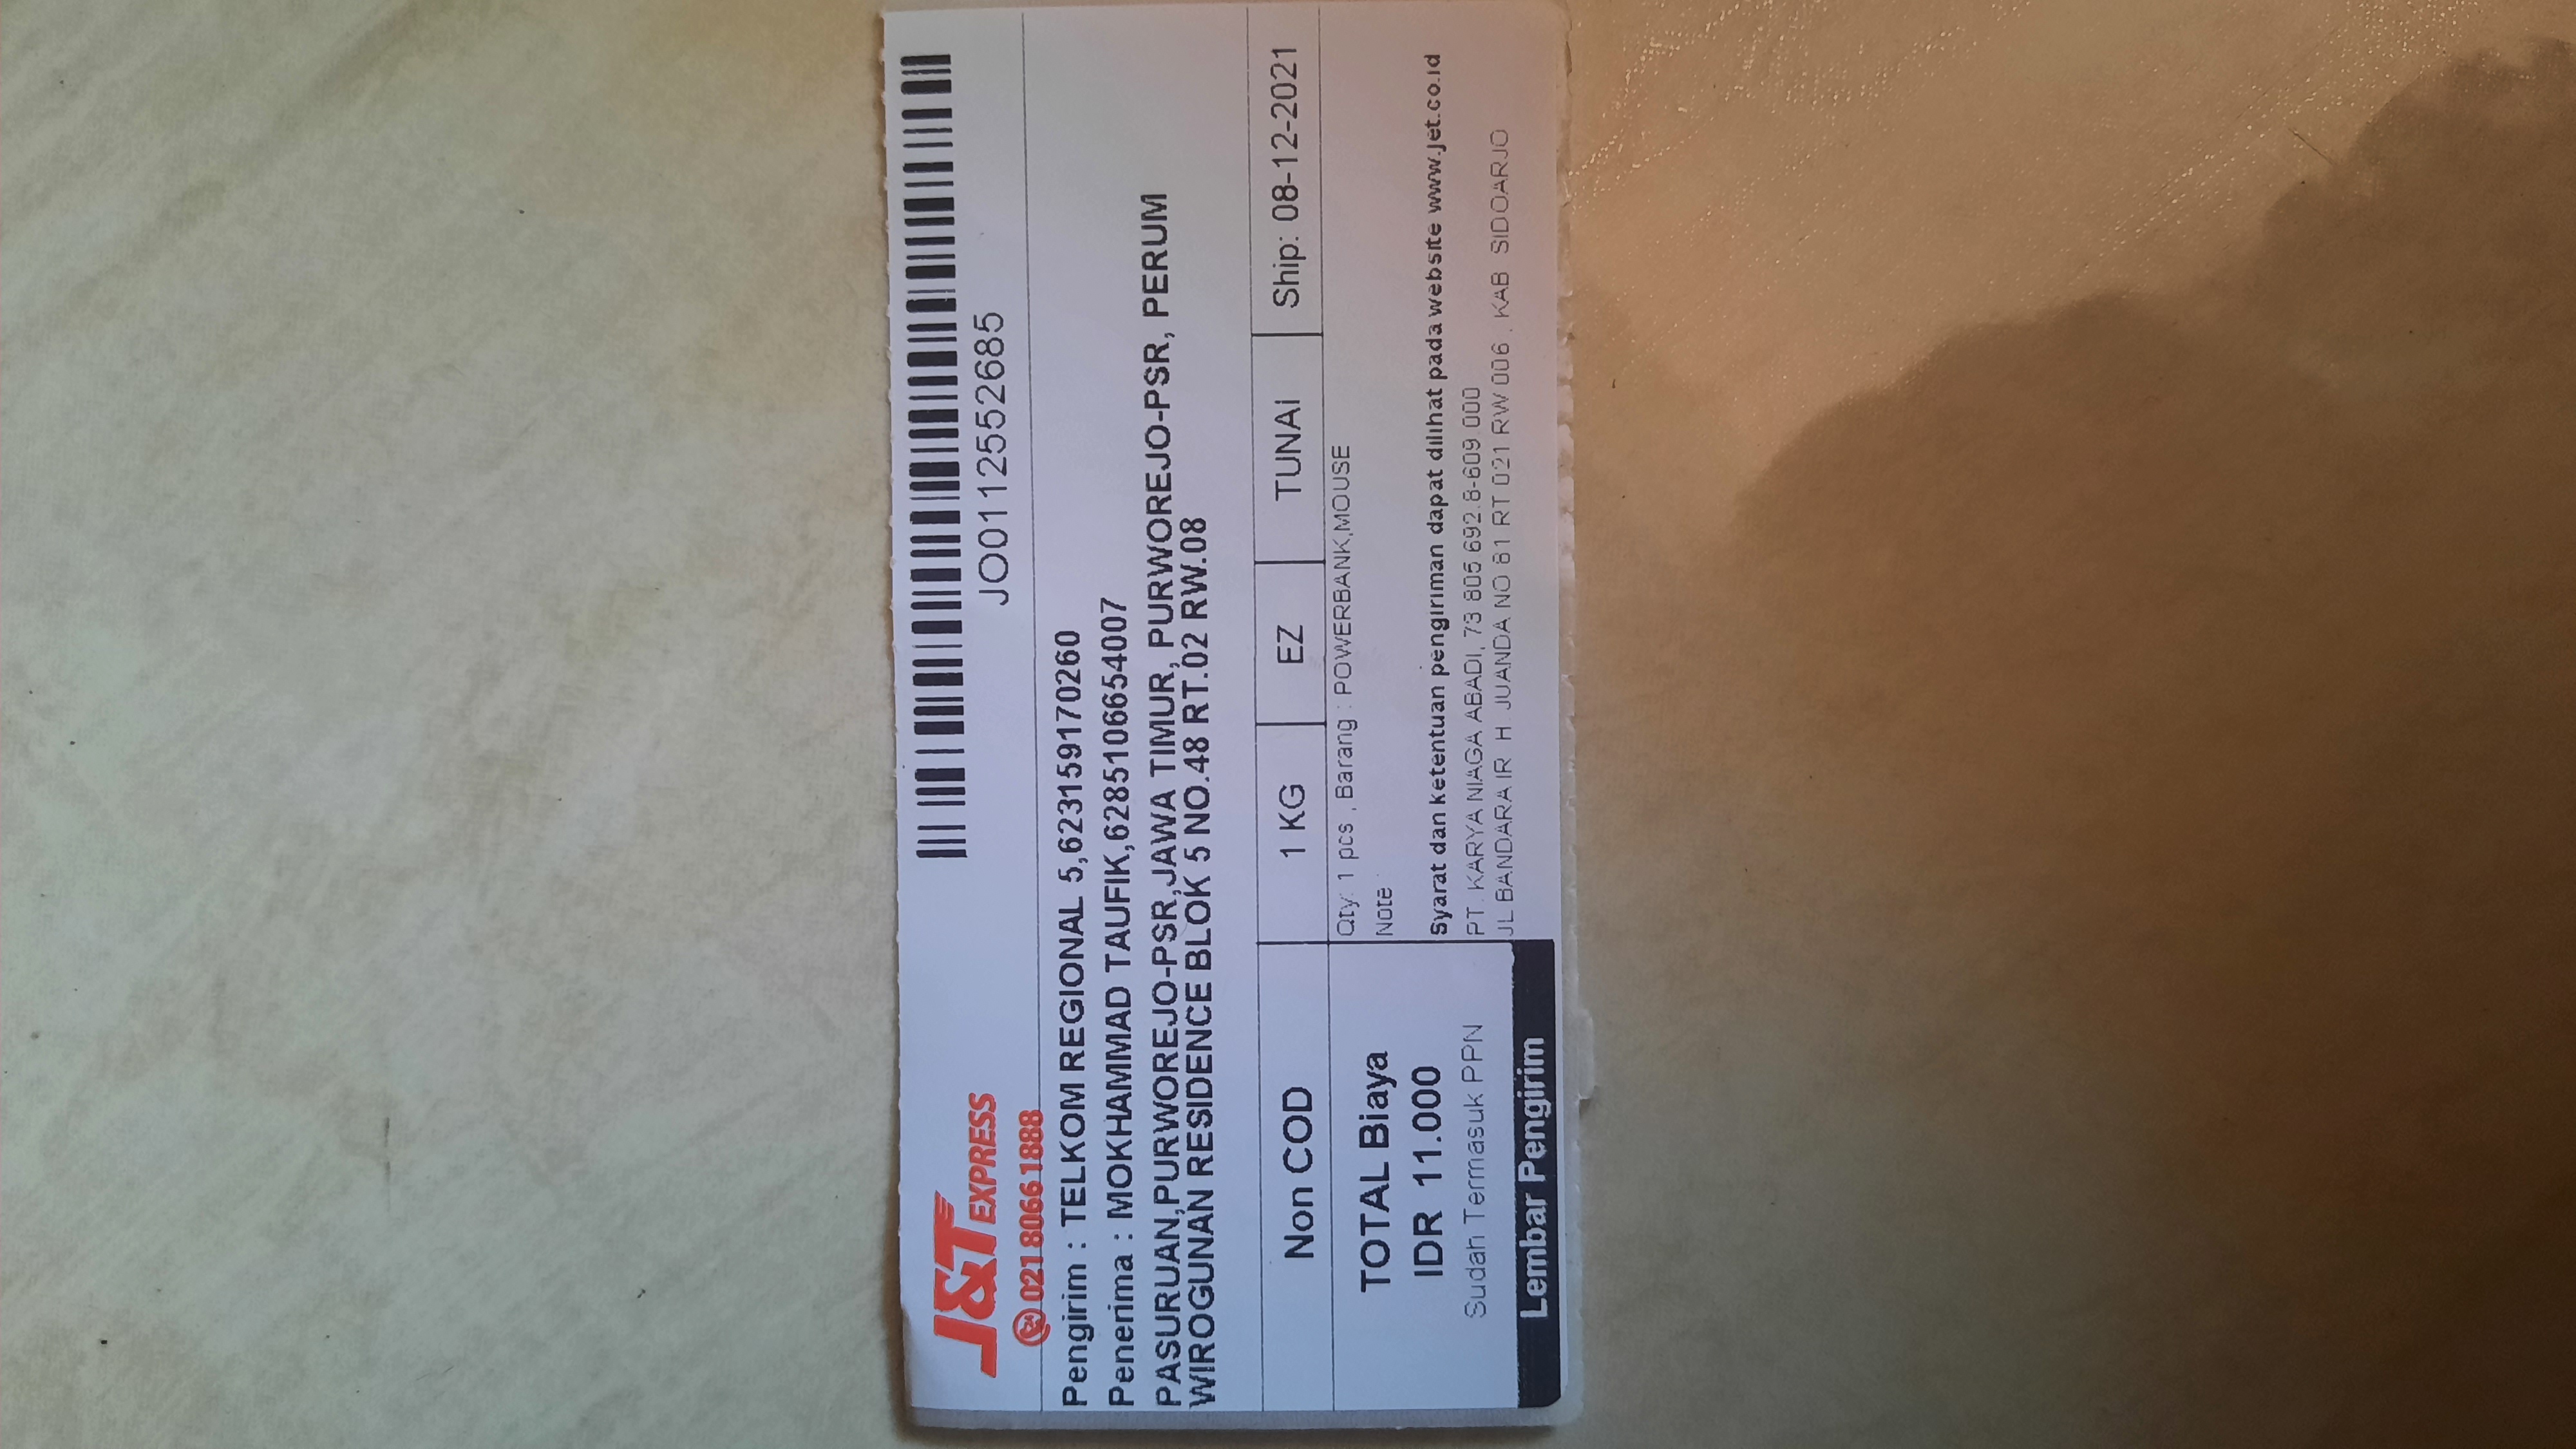 J&T EXPRESS
021 8066 1888
JO0112552685
Pengirim : TELKOM REGIONAL 5,623159170260
Penerima : MOKHAMMAD TAUFIK,6285106654007
PASURUAN,PURWOREJO-PSR,JAWA TIMUR, PURWOREJO-PSR, PERUM
WIROGUNAN RESIDENCE BLOK 5 NO.48 RT.02 RW.08
Non COD 1 KG EZ TUNAI Ship: 08-12-2021
TOTAL Biaya
IDR 11.000
Sudah Termasuk PPN
Lembar Pengirim
Qty: 1 pcs , Barang : POWERBANK,MOUSE
Note :
Syarat dan ketentuan pengiriman dapat dilihat pada website www.jet.co.id
PT. KARYA NIAGA ABADI, 73.805.692.8-609.000
JL BANDARA IR. H. JUANDA NO 81 RT 021 RW 006 , KAB. SIDOARJO